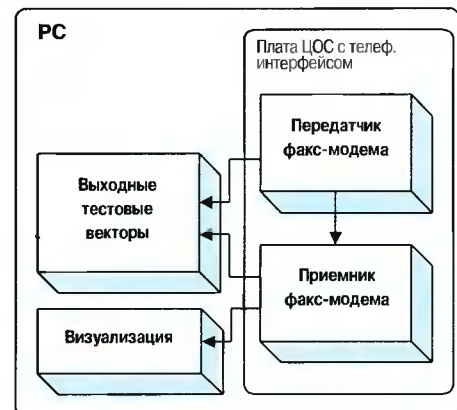 PC
Плата ЦОС с телеф.
интерфейсом
Передатчик
факс-модема
Выходные
тестовые
векторы
Приемник
факс-модема
Визуализация